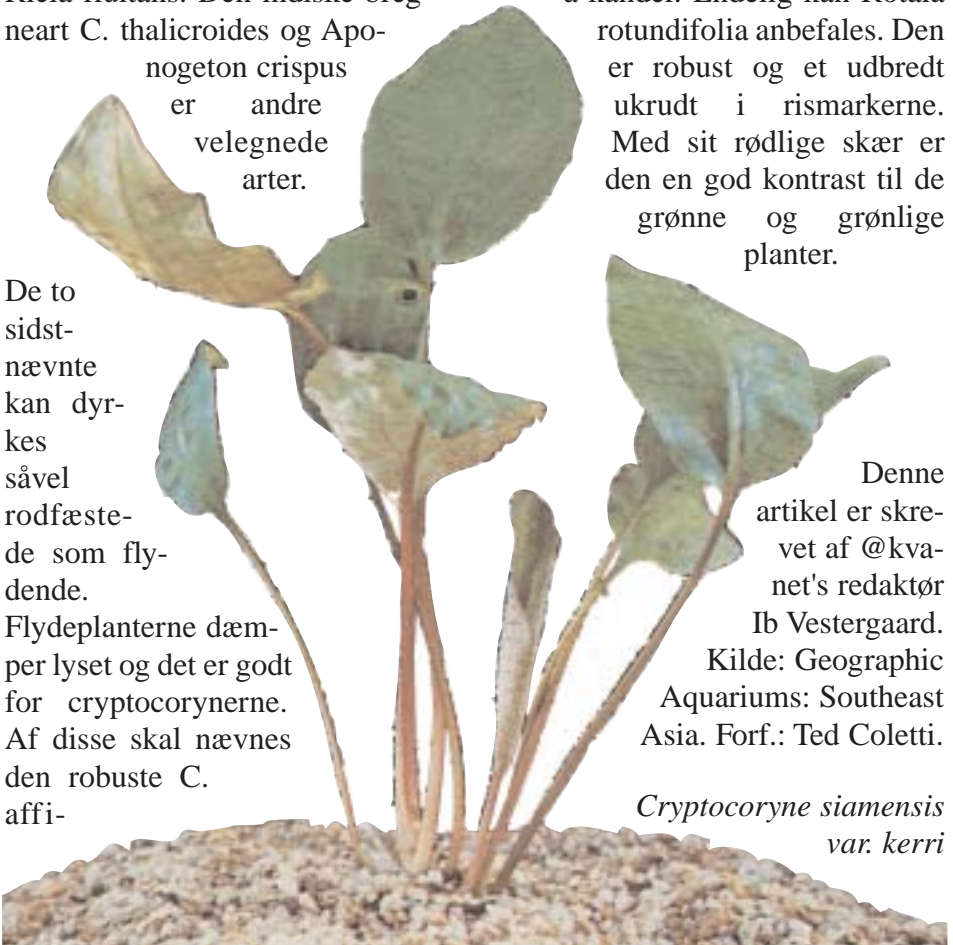 neart C. thalicroides og Apo-
nogeton crispus
er andre
velegnede
arter.
De to
sidst-
nævnte
kan dyr-
kes
såvel
rodfæste-
de som fly-
dende.
Flydeplanterne dæm-
per lyset og det er godt
for cryptocorynerne.
Af disse skal nævnes
den robuste C.
affi-
rotundifolia anbefales. Den
er robust og et udbredt
ukrudt i rismarkerne.
Med sit rødlige skær er
den en god kontrast til de
grønne og grønlige
planter.
Denne
artikel er skre-
vet af @kva-
net's redaktør
Ib Vestergaard.
Kilde: Geographic
Aquariums: Southeast
Asia. Forf.: Ted Coletti.
Cryptocoryne siamensis
var. kerri